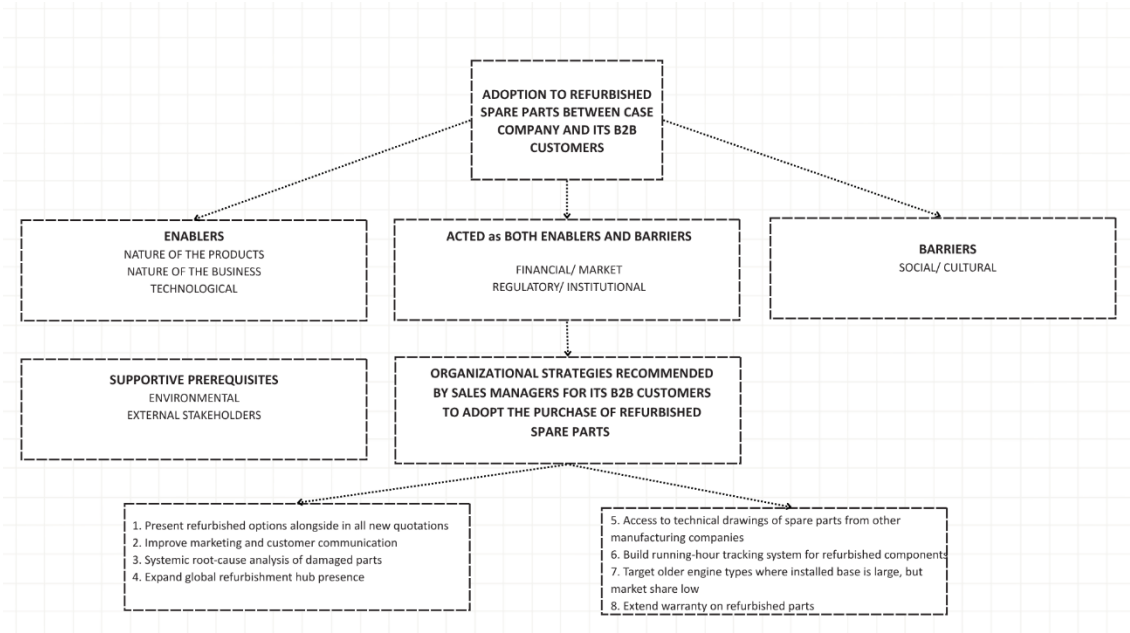 ADOPTION TO REFURBISHED
SPARE PARTS BETWEEN CASE
COMPANY AND ITS B2B
CUSTOMERS
ENABLERS
NATURE OF THE PRODUCTS
NATURE OF THE BUSINESS
TECHNOLOGICAL
ACTED as BOTH ENABLERS AND BARRIERS
FINANCIAL/ MARKET
REGULATORY/ INSTITUTIONAL
BARRIERS
SOCIAL/ CULTURAL
SUPPORTIVE PREREQUISITES
ENVIRONMENTAL
EXTERNAL STAKEHOLDERS
ORGANIZATIONAL STRATEGIES RECOMMENDED
BY SALES MANAGERS FOR ITS B2B CUSTOMERS
TO ADOPT THE PURCHASE OF REFURBISHED
SPARE PARTS
1. Present refurbished options alongside in all new quotations
2. Improve marketing and customer communication
3. Systemic root-cause analysis of damaged parts
4. Expand global refurbishment hub presence
5. Access to technical drawings of spare parts from other
manufacturing companies
6. Build running-hour tracking system for refurbished components
7. Target older engine types where installed base is large, but
market share low
8. Extend warranty on refurbished parts